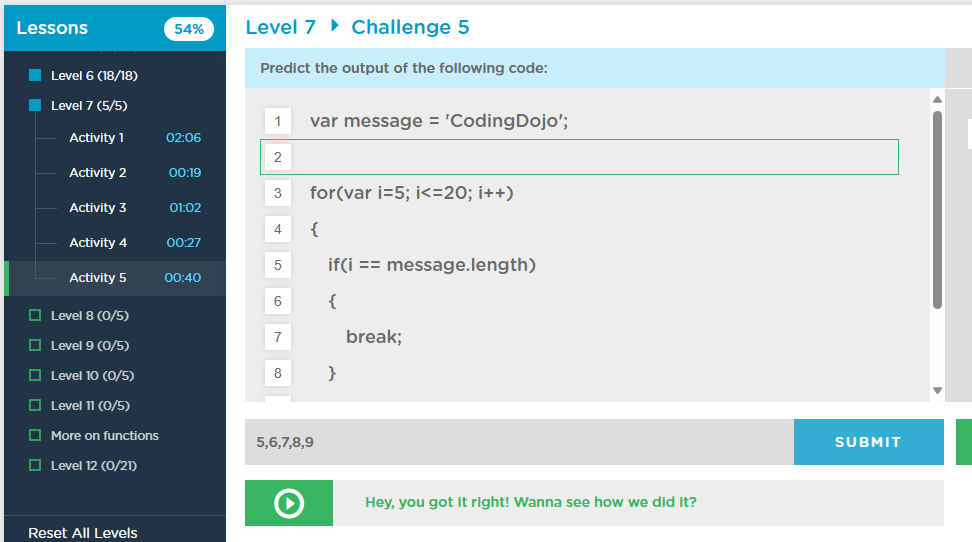 Lessons 54%
Level 6 (18/18)
Level 7 (5/5)
Activity 1 02:06
Activity 2 00:19
Activity 3 01:02
Activity 4 00:27
Activity 5 00:40
Level 8 (0/5)
Level 9 (0/5)
Level 10 (0/5)
Level 11 (0/5)
More on functions
Level 12 (0/21)
Reset All Levels
Level 7 Challenge 5
Predict the output of the following code:
1 var message = 'CodingDojo';
2
3 for(var i=5; i<=20; i++)
4 {
5 if(i == message.length)
6 {
7 break;
8 }
5,6,7,8,9 SUBMIT
Hey, you got it right! Wanna see how we did it?